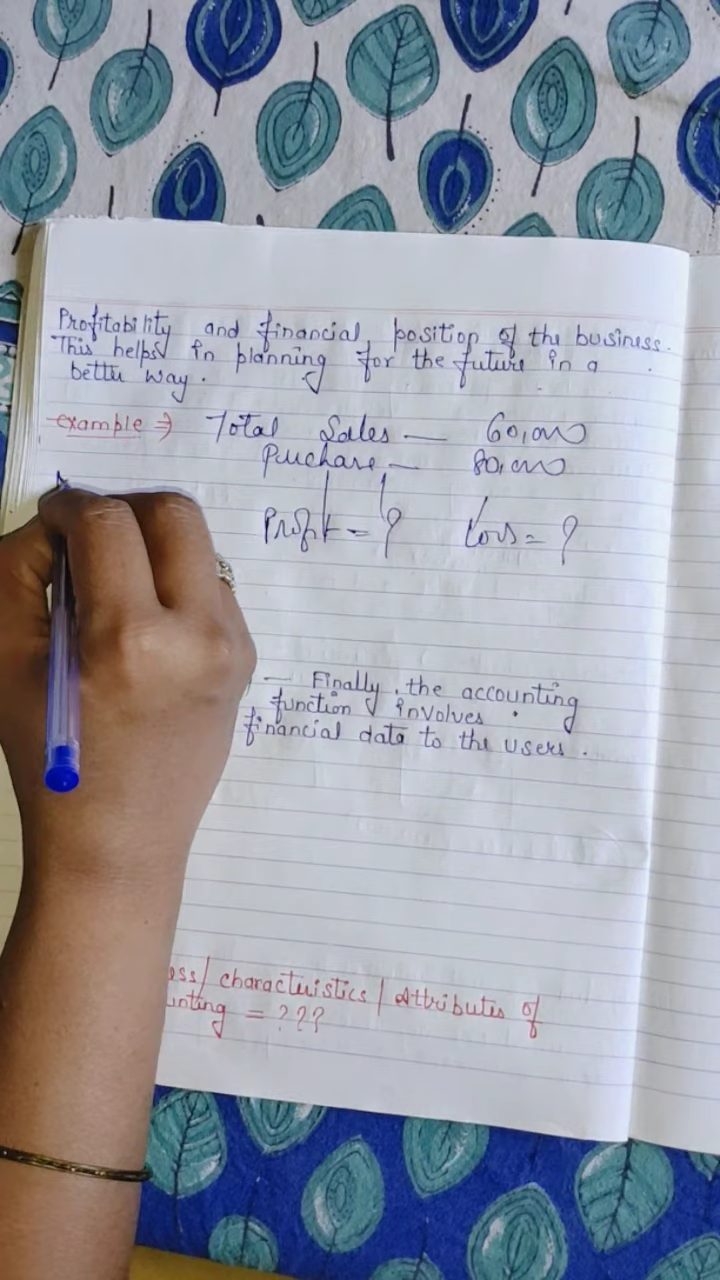 Profitability and financial position of the business.
This helps in planning for the future in a
better way.
example ⇒ Total Sales — 60,000
Purchase — 80,000
Profit = ? Loss = ?
— Finally, the accounting
function involves
financial data to the users.
ess/ characteristics / Attributes of
unting = ???